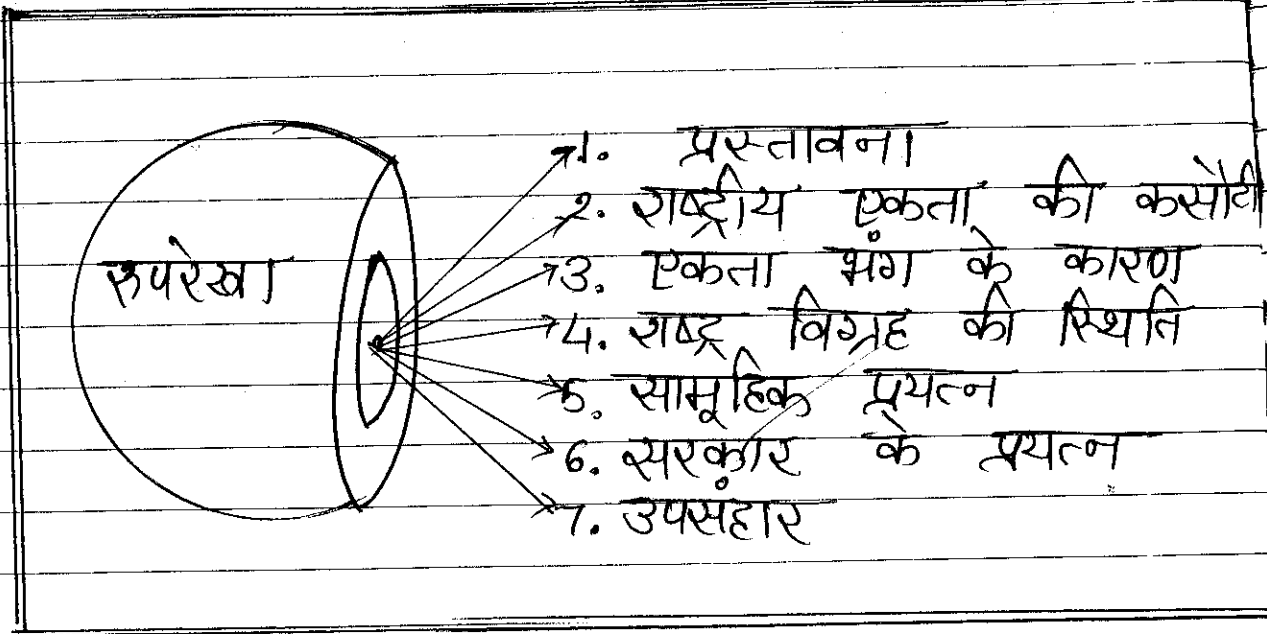 रुपरेखा
1. प्रस्तावना
2. राष्ट्रीय एकता की कसौटी
3. एकता भंग के कारण
4. राष्ट्र विग्रह की स्थिति
5. सामूहिक प्रयत्न
6. सरकार के प्रयत्न
7. उपसंहार